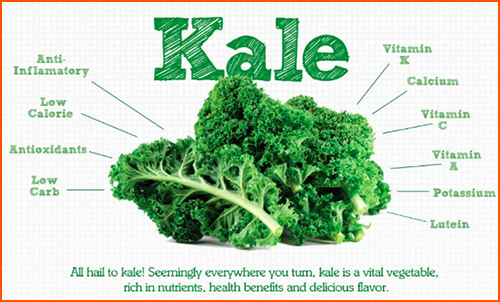 Kale
Anti-
Inflamatory
Low
Calorie
Antioxidants
Low
Carb
Vitamin
K
Calcium
Vitamin
C
Vitamin
A
Potassium
Lutein
All hail to kale! Seemingly everywhere you turn, kale is a vital vegetable,
rich in nutrients, health benefits and delicious flavor.